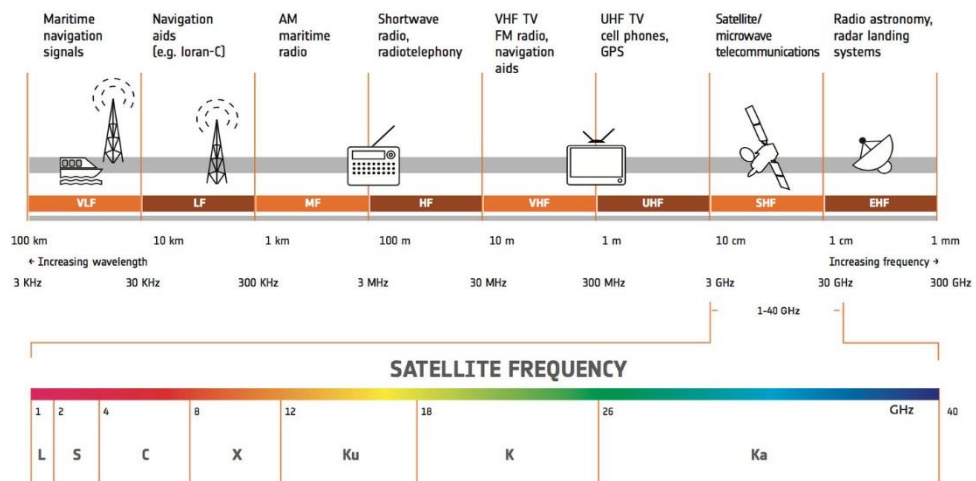 Maritime
navigation
signals
Navigation
aids
(e.g. loran-C)
AM
maritime
radio
Shortwave
radio,
radiotelephony
VHF TV
FM radio,
navigation
aids
UHF TV
cell phones,
GPS
Satellite/
microwave
telecommunications
Radio astronomy,
radar landing
systems
VLF LF MF HF VHF UHF SHF EHF
100 km 10 km 1 km 100 m 10 m 1 m 10 cm 1 cm 1 mm
← Increasing wavelength Increasing frequency →
3 KHz 30 KHz 300 KHz 3 MHz 30 MHz 300 MHz 3 GHz 30 GHz 300 GHz
1-40 GHz
SATELLITE FREQUENCY
1 2 4 8 12 18 26 GHz 40
L S C X Ku K Ka